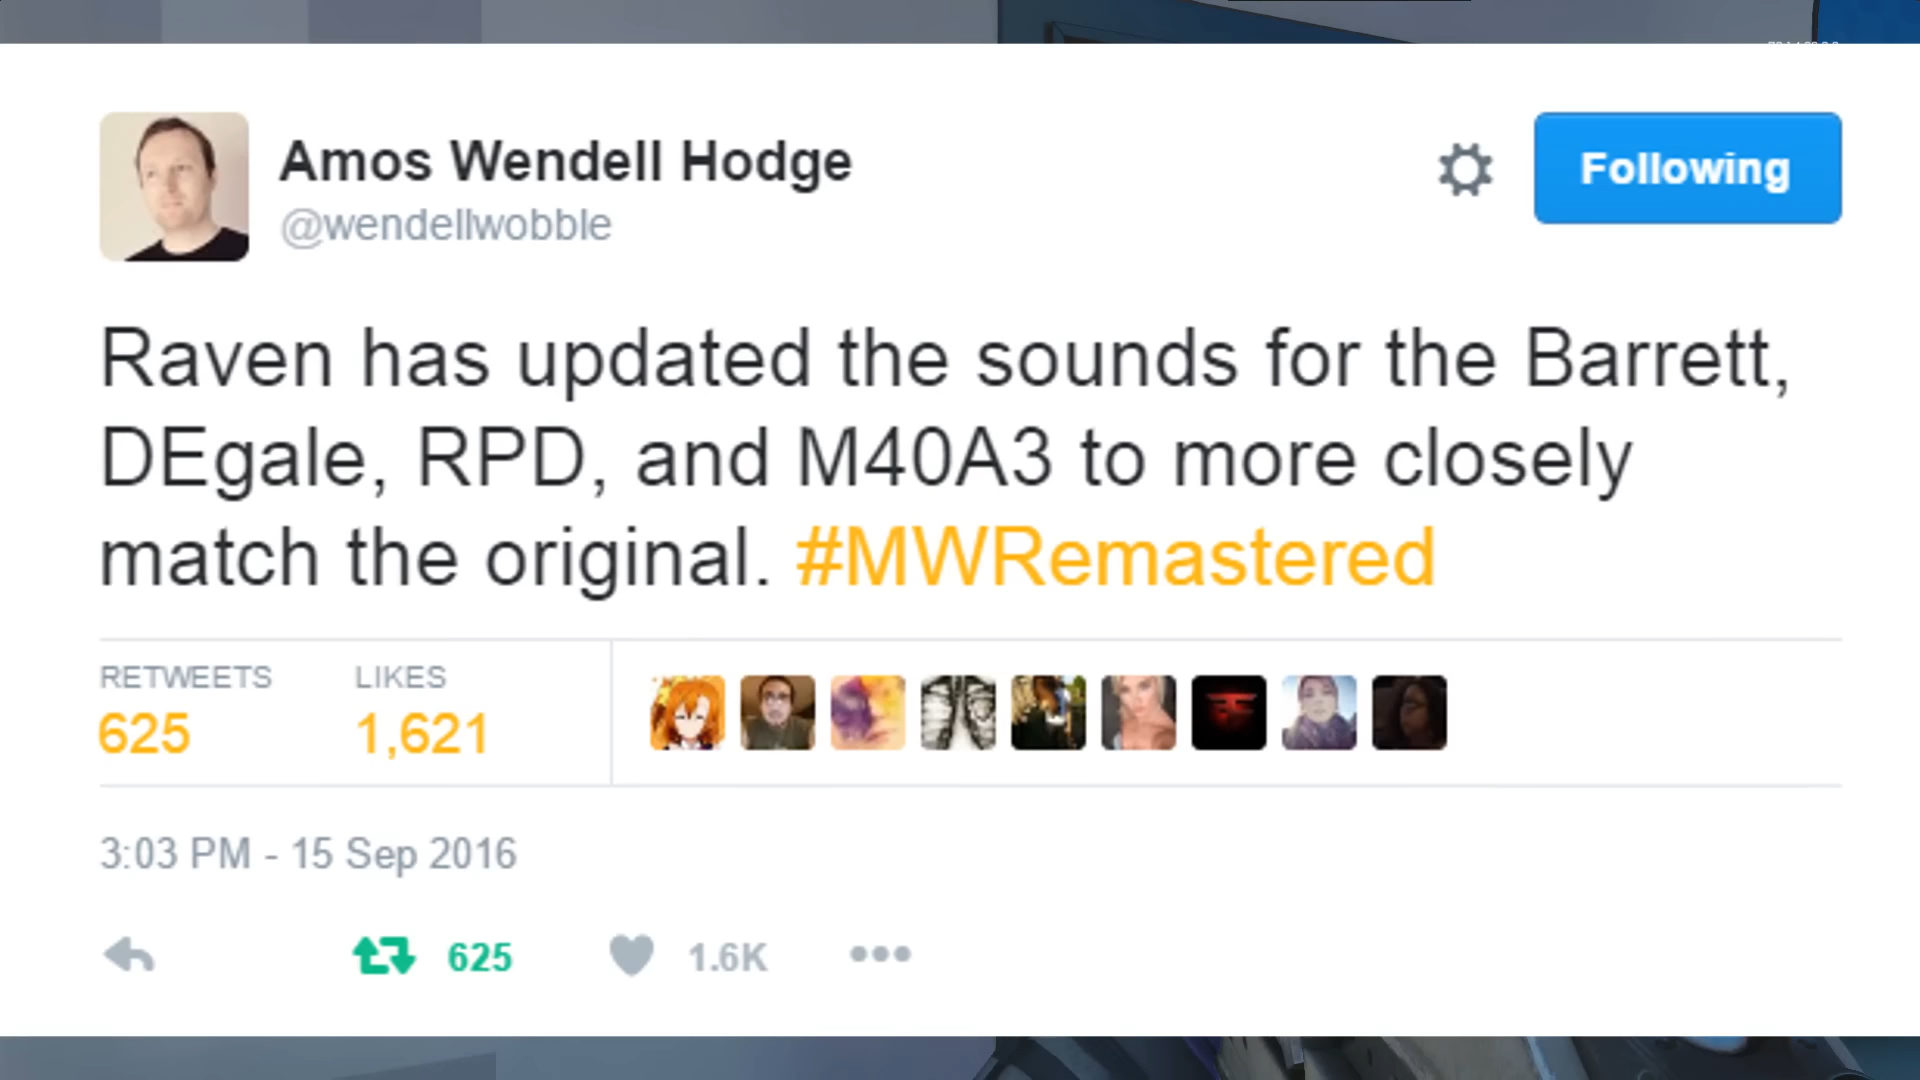 Amos Wendell Hodge
@wendellwobble
Following
Raven has updated the sounds for the Barrett,
DEgale, RPD, and M40A3 to more closely
match the original. #MWRemastered
RETWEETS LIKES
625 1,621
3:03 PM - 15 Sep 2016
625 1.6K